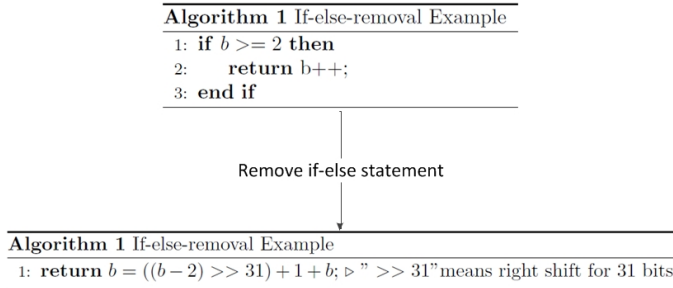 Algorithm 1 If-else-removal Example
1: if b >= 2 then
2: return b++;
3: end if
Remove if-else statement
Algorithm 1 If-else-removal Example
1: return b = ((b − 2) >> 31) + 1 + b; ▷ ” >> 31”means right shift for 31 bits